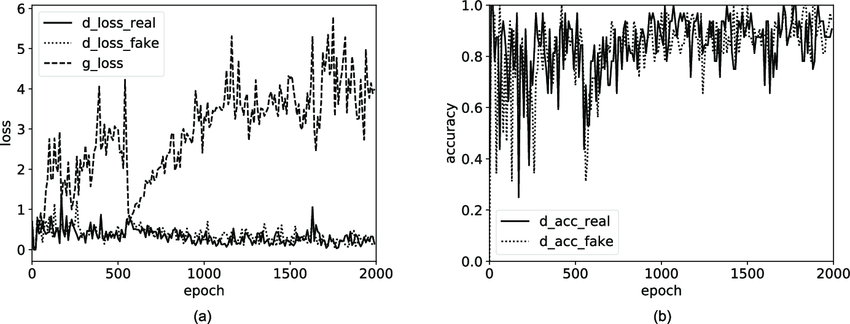 6
5
4
3
2
1
0
loss
d_loss_real
d_loss_fake
g_loss
0 500 1000 1500 2000
epoch
(a)
1.0
0.8
0.6
0.4
0.2
0.0
accuracy
d_acc_real
d_acc_fake
0 500 1000 1500 2000
epoch
(b)